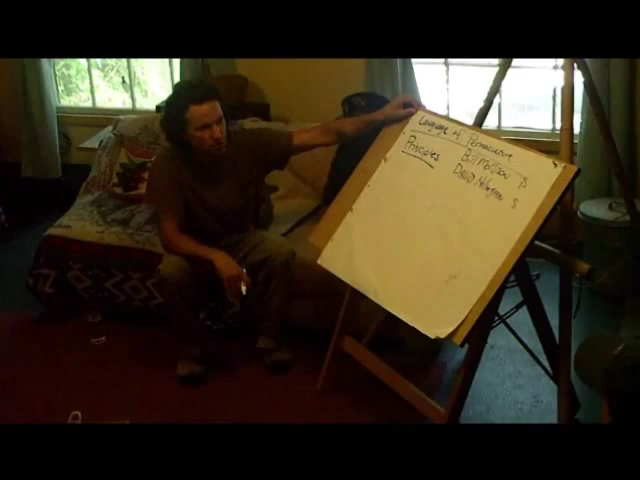 Language of Permaculture
Principles
Bill Mollison P
David Holmgren S